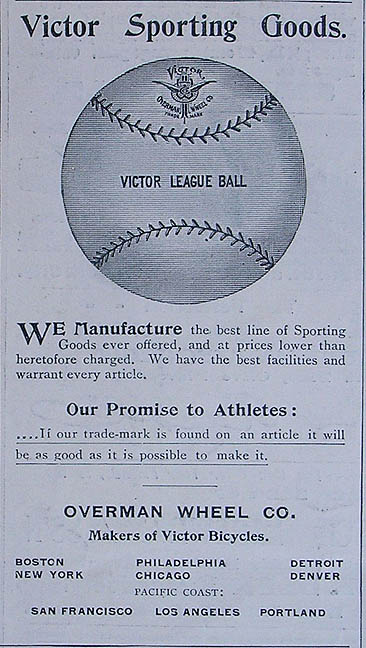 Victor Sporting Goods.
VICTOR
OVERMAN WHEEL CO
TRADE MARK
VICTOR LEAGUE BALL
WE Manufacture the best line of Sporting
Goods ever offered, and at prices lower than
heretofore charged. We have the best facilities and
warrant every article.
Our Promise to Athletes:
....If our trade-mark is found on an article it will
be as good as it is possible to make it.
OVERMAN WHEEL CO.
Makers of Victor Bicycles.
BOSTON PHILADELPHIA DETROIT
NEW YORK CHICAGO DENVER
PACIFIC COAST:
SAN FRANCISCO LOS ANGELES PORTLAND